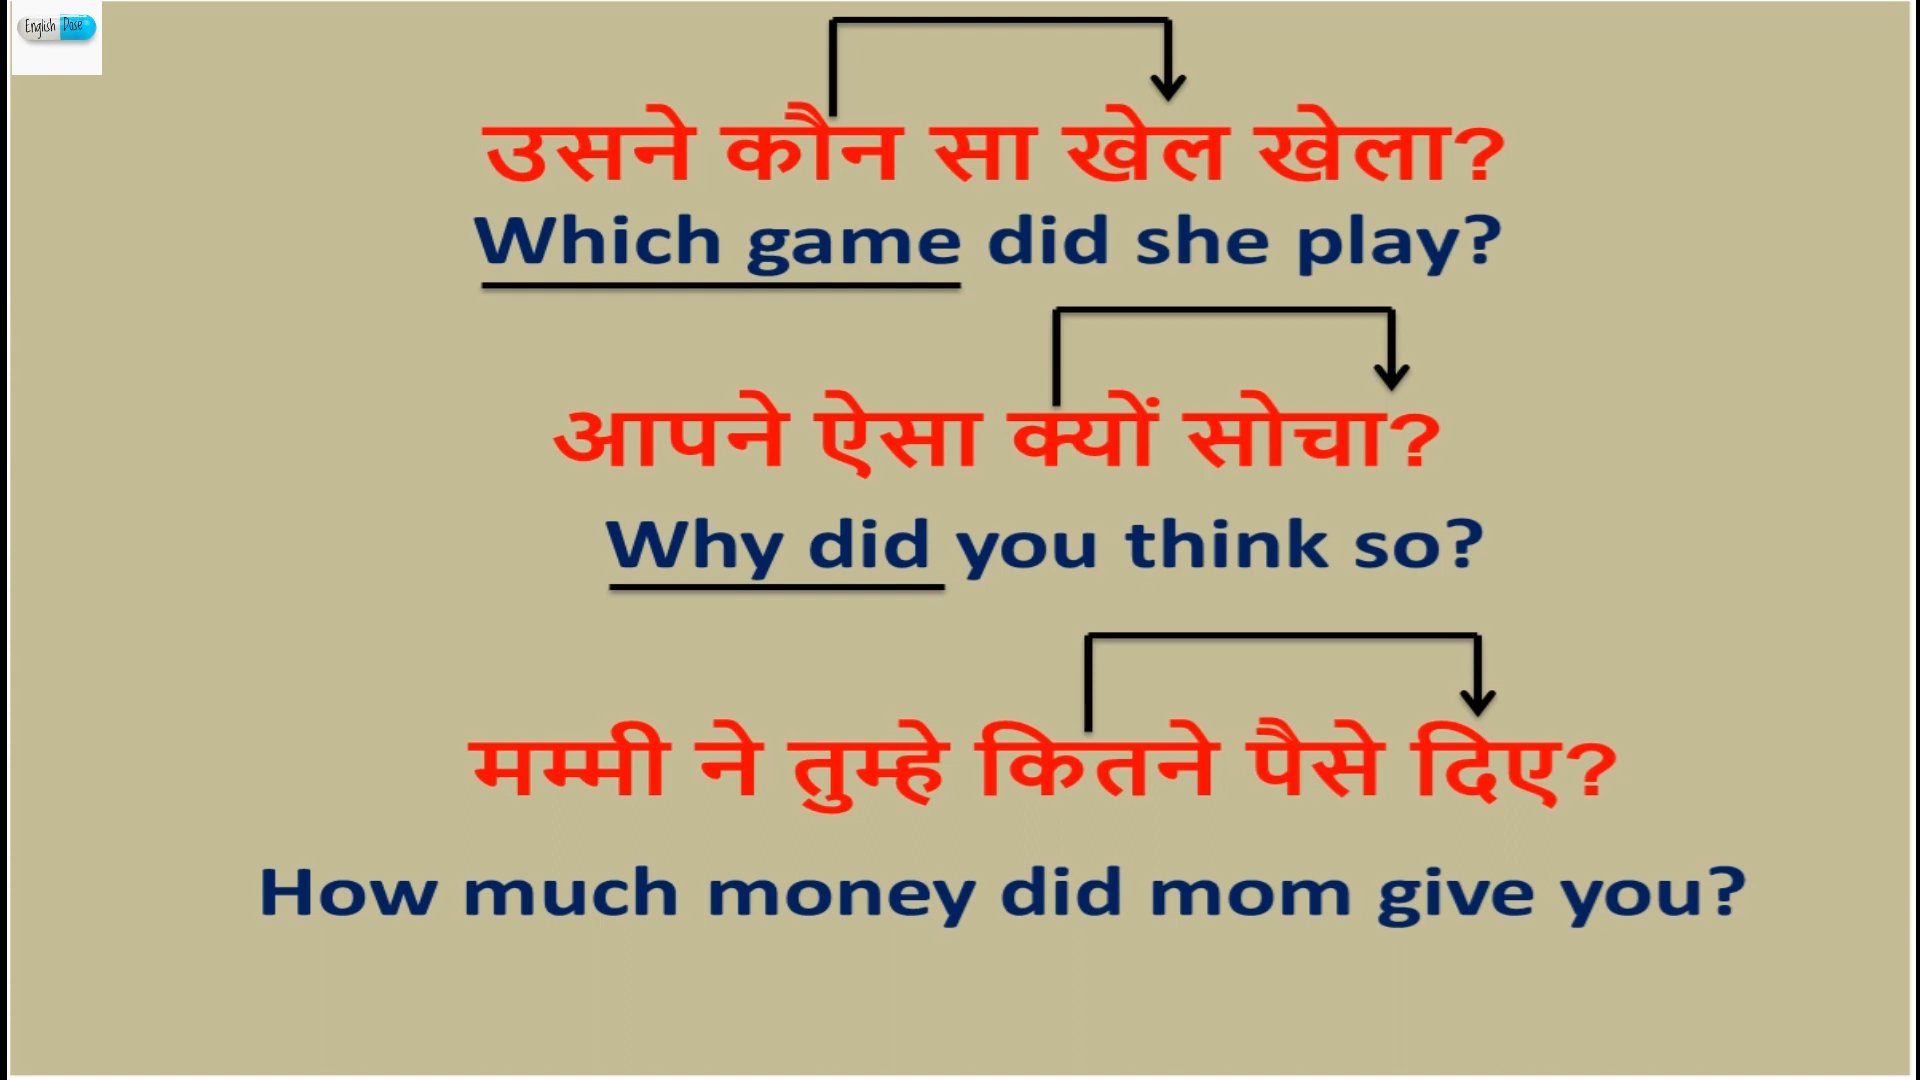 English Dose
उसने कौन सा खेल खेला?
Which game did she play?
आपने ऐसा क्यों सोचा?
Why did you think so?
मम्मी ने तुम्हे कितने पैसे दिए?
How much money did mom give you?